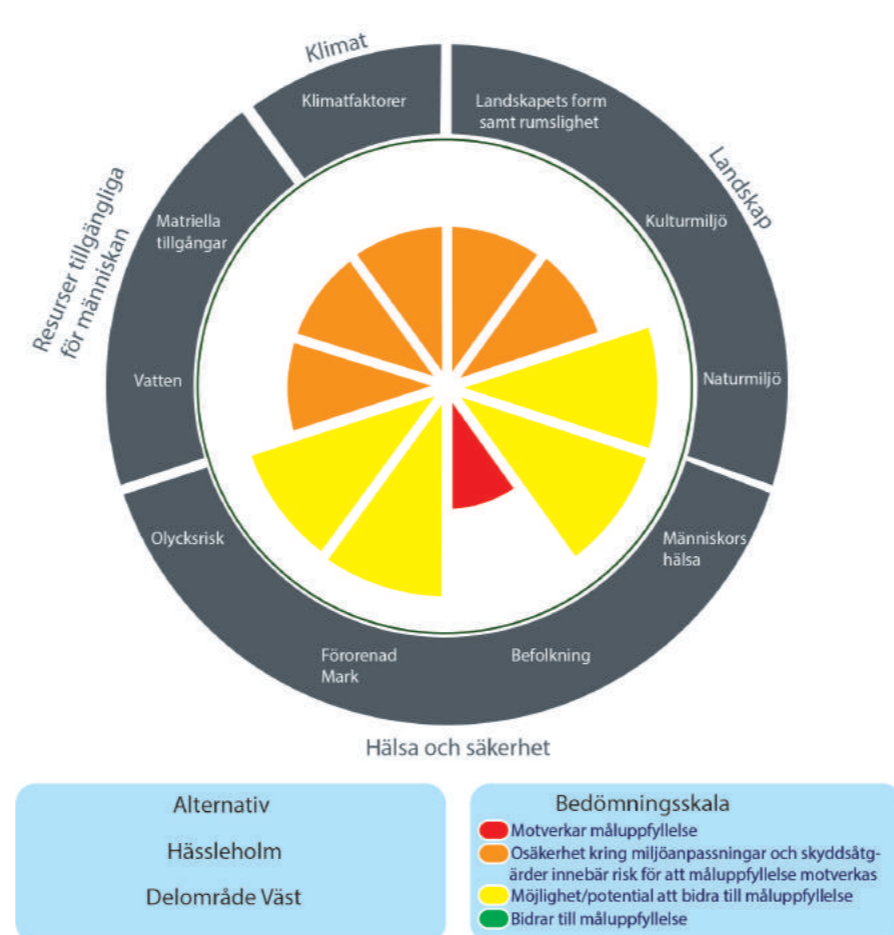 Klimat
Klimatfaktorer
Landskapets form
samt rumslighet
Landskap
Kulturmiljö
Naturmiljö
Resurser tillgängliga
för människan
Matriella
tillgångar
Vatten
Olycksrisk
Människors
hälsa
Förorenad
Mark
Befolkning
Hälsa och säkerhet
Alternativ
Hässleholm
Delområde Väst
Bedömningsskala
Motverkar måluppfyllelse
Osäkerhet kring miljöanpassningar och skyddsåtg-
ärder innebär risk för att måluppfyllelse motverkas
Möjlighet/potential att bidra till måluppfyllelse
Bidrar till måluppfyllelse